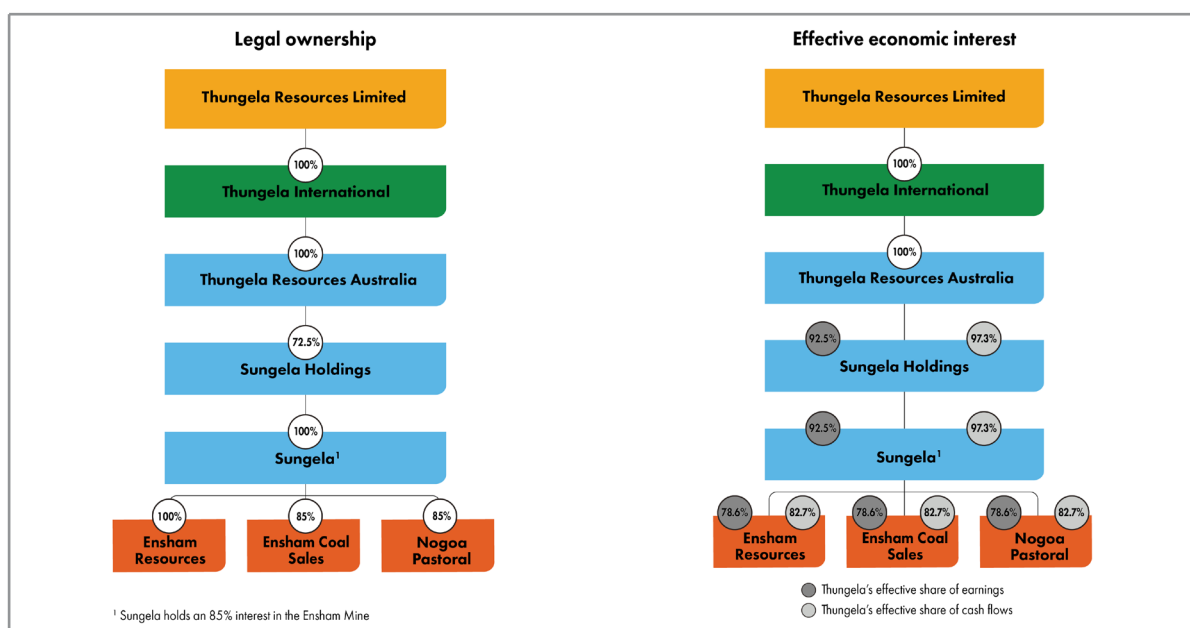 Legal ownership
Thungela Resources Limited
100%
Thungela International
100%
Thungela Resources Australia
72.5%
Sungela Holdings
100%
Sungela¹
100%
Ensham
Resources
85%
Ensham Coal
Sales
85%
Nogoa
Pastoral
¹ Sungela holds an 85% interest in the Ensham Mine
Effective economic interest
Thungela Resources Limited
100%
Thungela International
100%
Thungela Resources Australia
92.5% 97.3%
Sungela Holdings
92.5% 97.3%
Sungela¹
78.6% 82.7%
Ensham
Resources
78.6% 82.7%
Ensham Coal
Sales
78.6% 82.7%
Nogoa
Pastoral
Thungela's effective share of earnings
Thungela's effective share of cash flows